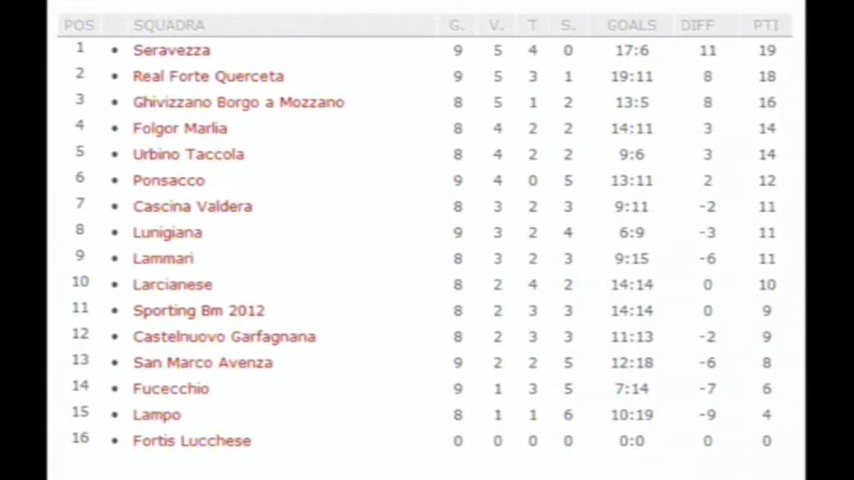 POS SQUADRA G. V. T S. GOALS DIFF PTI
1 • Seravezza 9 5 4 0 17:6 11 19
2 • Real Forte Querceta 9 5 3 1 19:11 8 18
3 • Ghivizzano Borgo a Mozzano 8 5 1 2 13:5 8 16
4 • Folgor Marlia 8 4 2 2 14:11 3 14
5 • Urbino Taccola 8 4 2 2 9:6 3 14
6 • Ponsacco 9 4 0 5 13:11 2 12
7 • Cascina Valdera 8 3 2 3 9:11 -2 11
8 • Lunigiana 9 3 2 4 6:9 -3 11
9 • Lammari 8 3 2 3 9:15 -6 11
10 • Larcianese 8 2 4 2 14:14 0 10
11 • Sporting Bm 2012 8 2 3 3 14:14 0 9
12 • Castelnuovo Garfagnana 8 2 3 3 11:13 -2 9
13 • San Marco Avenza 9 2 2 5 12:18 -6 8
14 • Fucecchio 9 1 3 5 7:14 -7 6
15 • Lampo 8 1 1 6 10:19 -9 4
16 • Fortis Lucchese 0 0 0 0 0:0 0 0